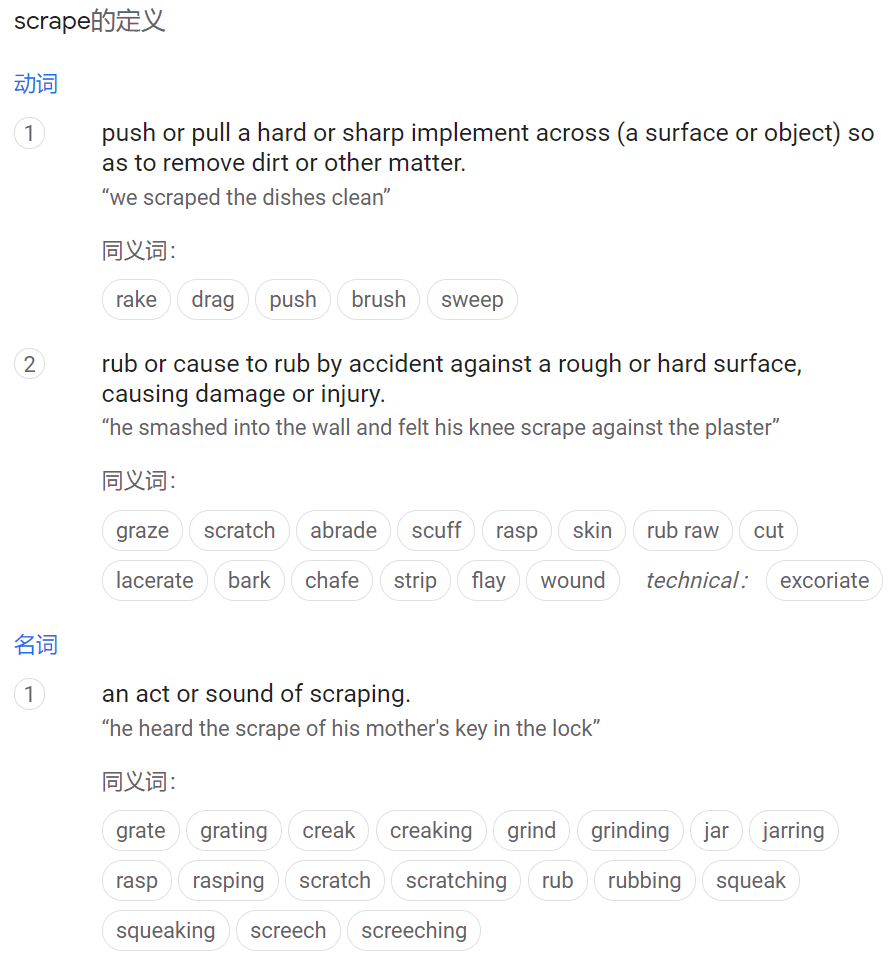 scrape的定义
动词
1 push or pull a hard or sharp implement across (a surface or object) so
as to remove dirt or other matter.
“we scraped the dishes clean”
同义词：
rake drag push brush sweep
2 rub or cause to rub by accident against a rough or hard surface,
causing damage or injury.
“he smashed into the wall and felt his knee scrape against the plaster”
同义词：
graze scratch abrade scuff rasp skin rub raw cut
lacerate bark chafe strip flay wound technical： excoriate
名词
1 an act or sound of scraping.
“he heard the scrape of his mother's key in the lock”
同义词：
grate grating creak creaking grind grinding jar jarring
rasp rasping scratch scratching rub rubbing squeak
squeaking screech screeching